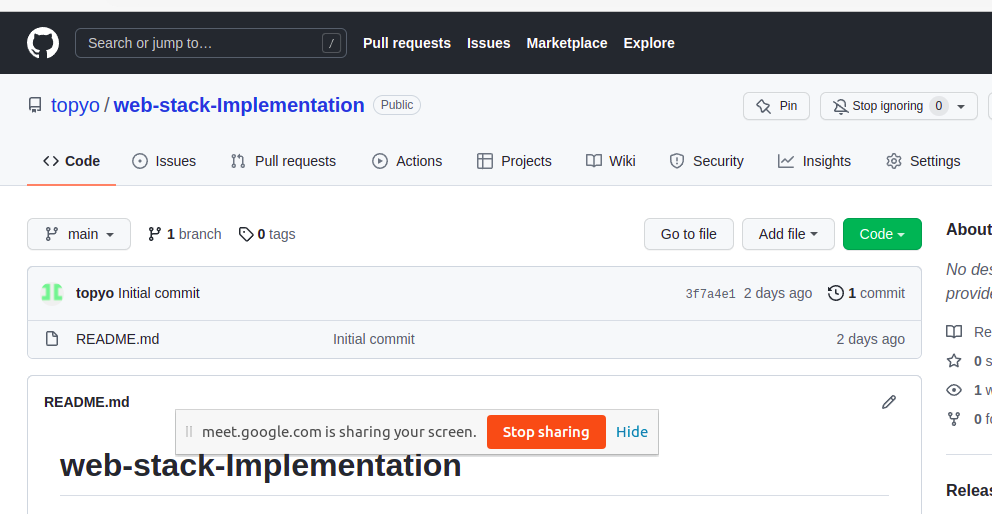 Search or jump to… / Pull requests Issues Marketplace Explore
topyo / web-stack-Implementation Public Pin Stop ignoring 0
Code Issues Pull requests Actions Projects Wiki Security Insights Settings
main 1 branch 0 tags Go to file Add file Code
About
topyo Initial commit 3f7a4e1 2 days ago 1 commit
No des
provide
README.md Initial commit 2 days ago
Re
0 s
1 w
0 fo
README.md
meet.google.com is sharing your screen. Stop sharing Hide
web-stack-Implementation
Releas